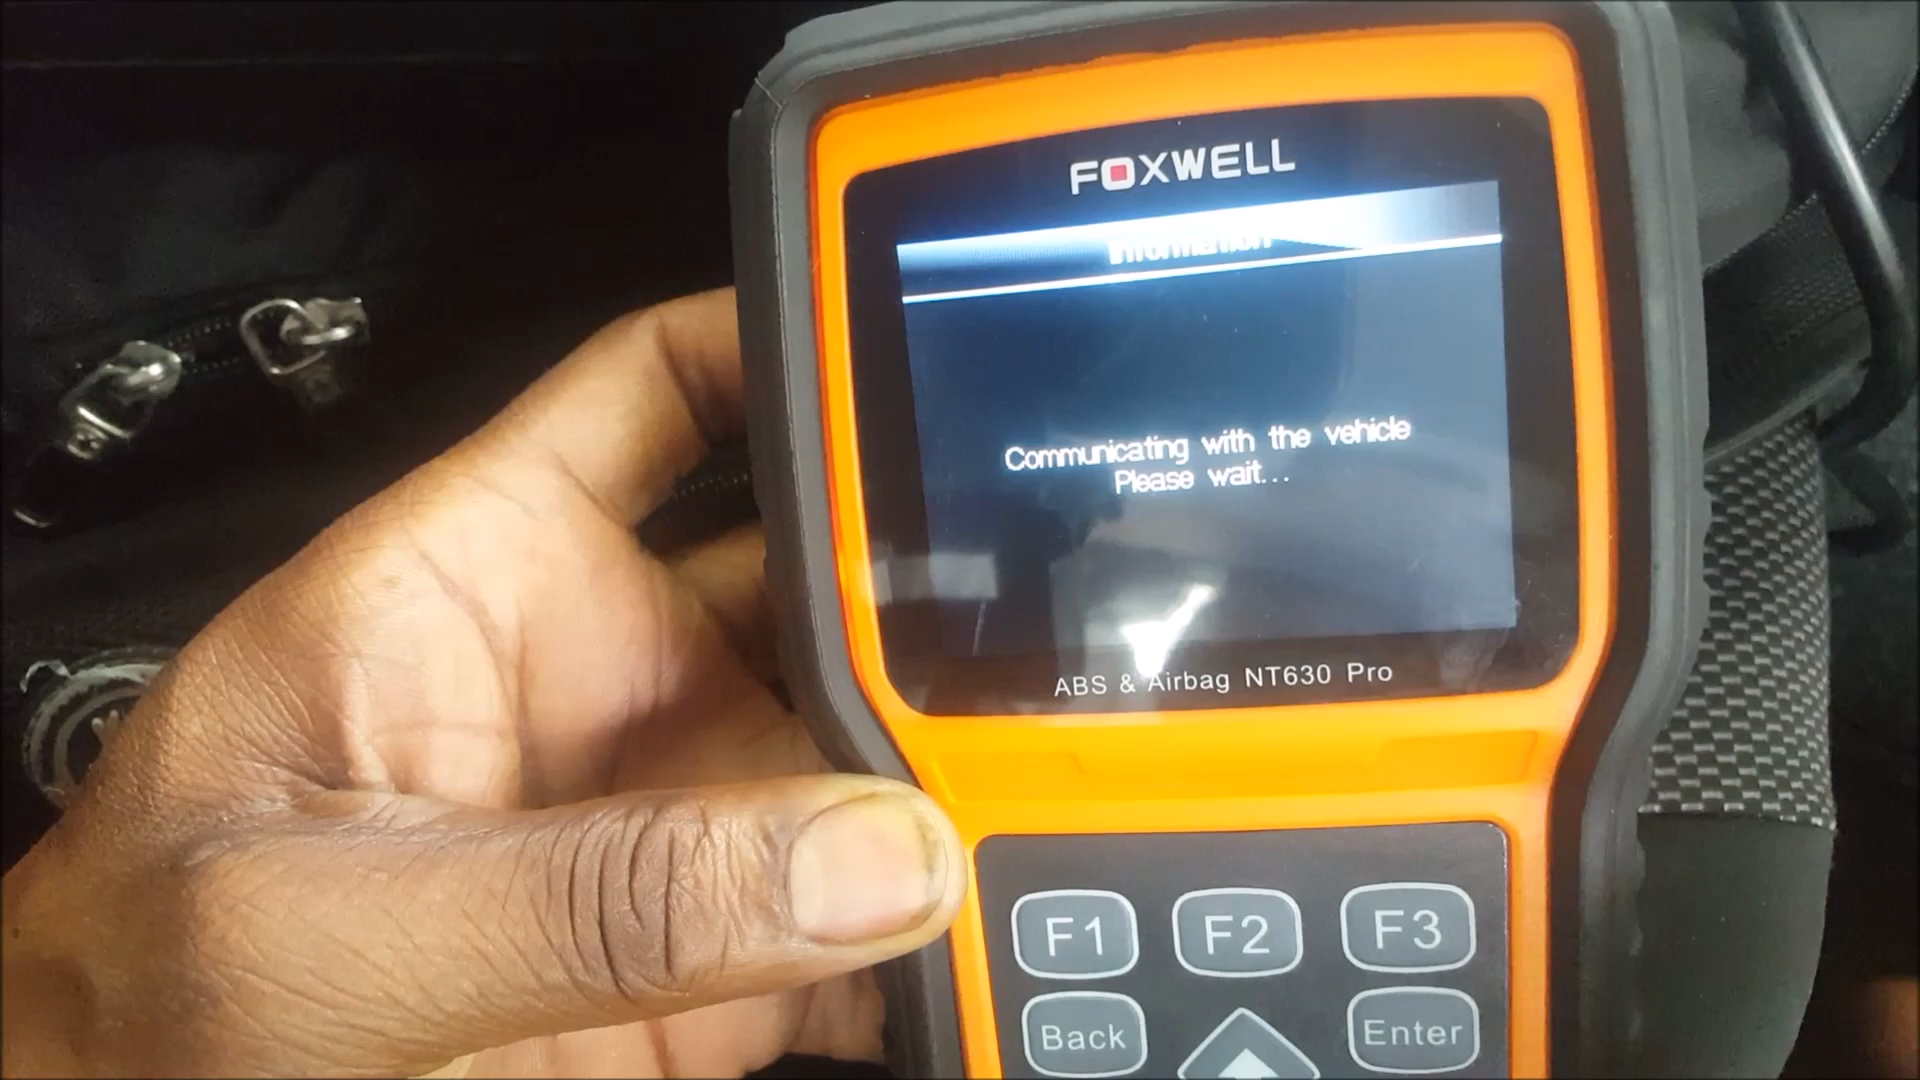 FOXWELL
Information
Communicating with the vehicle
Please wait...
ABS & Airbag NT630 Pro
F1 F2 F3
Back Enter